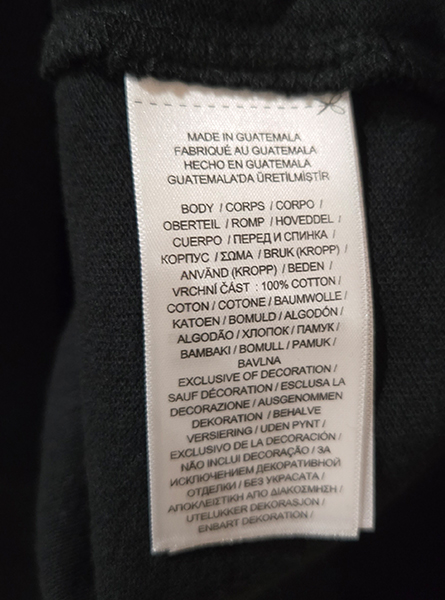 MADE IN GUATEMALA
FABRIQUÉ AU GUATEMALA
HECHO EN GUATEMALA
GUATEMALA'DA ÜRETİLMİŞTİR
BODY / CORPS / CORPO /
OBERTEIL / ROMP / HOVEDDEL /
CUERPO / ПЕРЕД И СПИНКА /
КОРПУС / ΣΩΜΑ / BRUK (KROPP) /
ANVÄND (KROPP) / BEDEN /
VRCHNÍ ČÁST : 100% COTTON /
COTON / COTONE / BAUMWOLLE /
KATOEN / BOMULD / ALGODÓN /
ALGODÃO / ХЛОПОК / ПАМУК /
BAMBAKI / BOMULL / PAMUK /
BAVLNA
EXCLUSIVE OF DECORATION /
SAUF DÉCORATION / ESCLUSA LA
DECORAZIONE / AUSGENOMMEN
DEKORATION / BEHALVE
VERSIERING / UDEN PYNT /
EXCLUSIVO DE LA DECORACIÓN /
NÃO INCLUI DECORAÇÃO / ЗА
ИСКЛЮЧЕНИЕМ ДЕКОРАТИВНОЙ
ОТДЕЛКИ / БЕЗ УКРАСАТА /
ΑΠΟΚΛΕΙΣΤΙΚΗ ΑΠΟ ΔΙΑΚΟΣΜΗΣΗ /
UTELUKKER DEKORASJON /
ENBART DEKORATION /